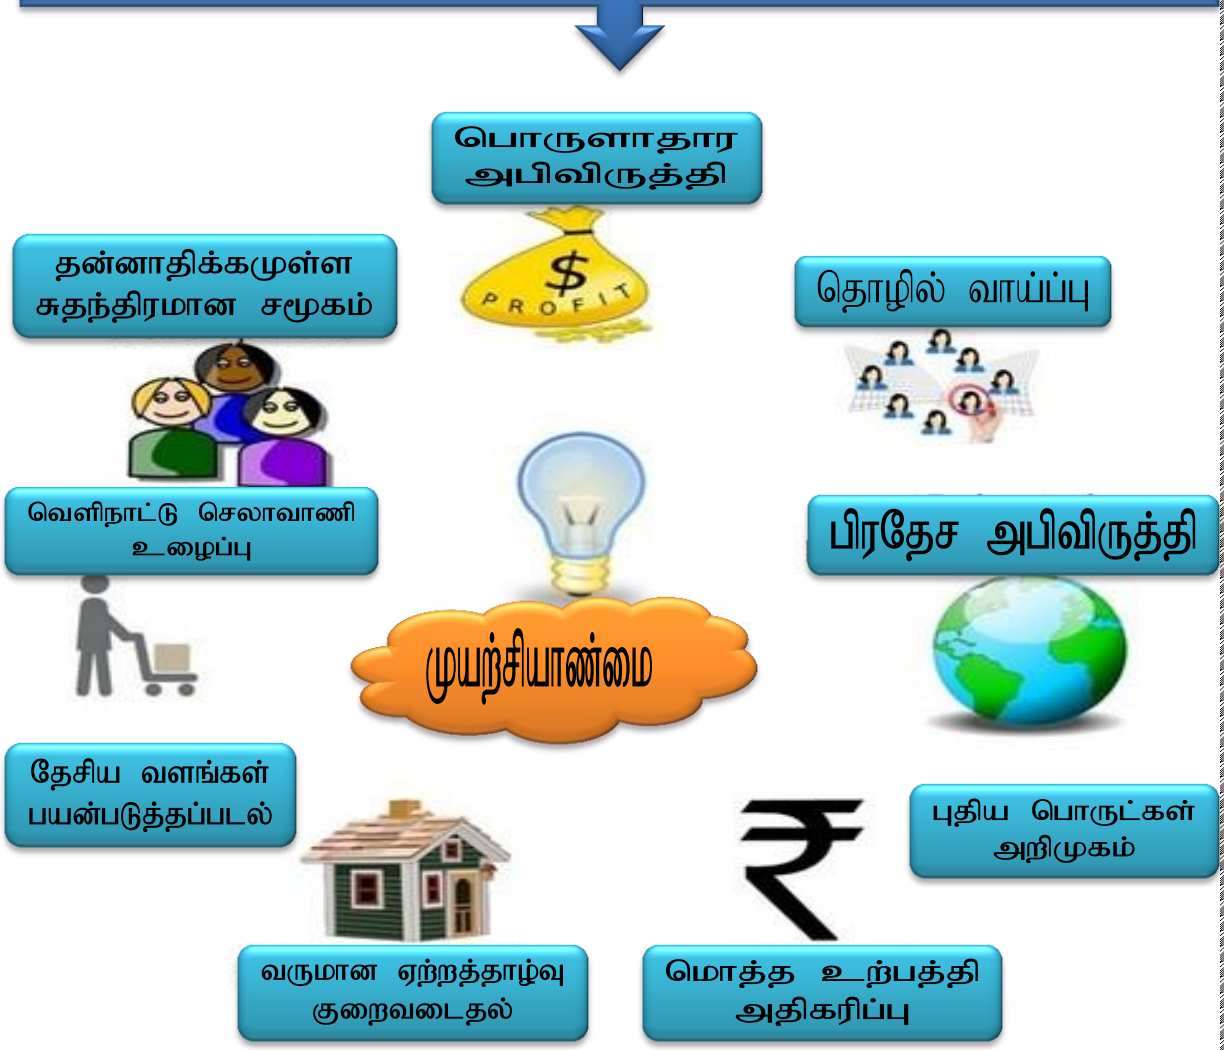 பொருளாதார
அபிவிருத்தி
தன்னாதிக்கமுள்ள
சுதந்திரமான சமூகம்
தொழில் வாய்ப்பு
$
PROFIT
வெளிநாட்டு செலாவாணி
உழைப்பு
பிரதேச அபிவிருத்தி
முயற்சியாண்மை
தேசிய வளங்கள்
பயன்படுத்தப்படல்
புதிய பொருட்கள்
அறிமுகம்
₹
வருமான ஏற்றத்தாழ்வு
குறைவடைதல்
மொத்த உற்பத்தி
அதிகரிப்பு